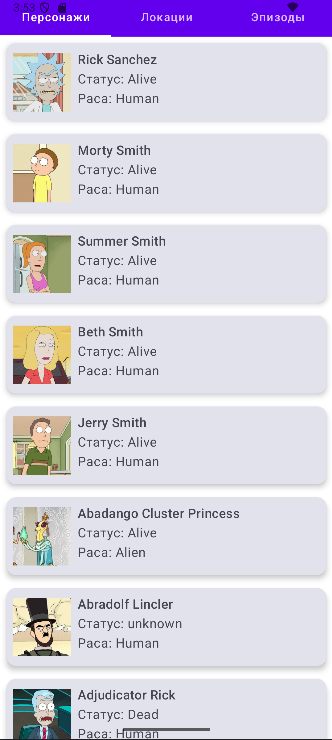 3:53
Персонажи Локации Эпизоды
Rick Sanchez
Статус: Alive
Раса: Human
Morty Smith
Статус: Alive
Раса: Human
Summer Smith
Статус: Alive
Раса: Human
Beth Smith
Статус: Alive
Раса: Human
Jerry Smith
Статус: Alive
Раса: Human
Abadango Cluster Princess
Статус: Alive
Раса: Alien
Abradolf Lincler
Статус: unknown
Раса: Human
Adjudicator Rick
Статус: Dead
Раса: Human